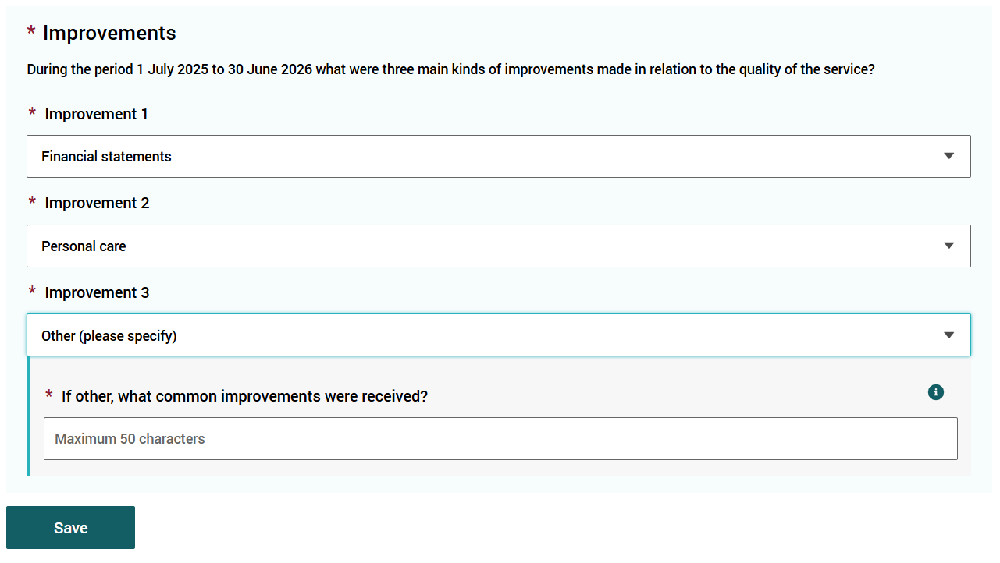 * Improvements
During the period 1 July 2025 to 30 June 2026 what were three main kinds of improvements made in relation to the quality of the service?
* Improvement 1
Financial statements
* Improvement 2
Personal care
* Improvement 3
Other (please specify)
* If other, what common improvements were received?
Maximum 50 characters
Save